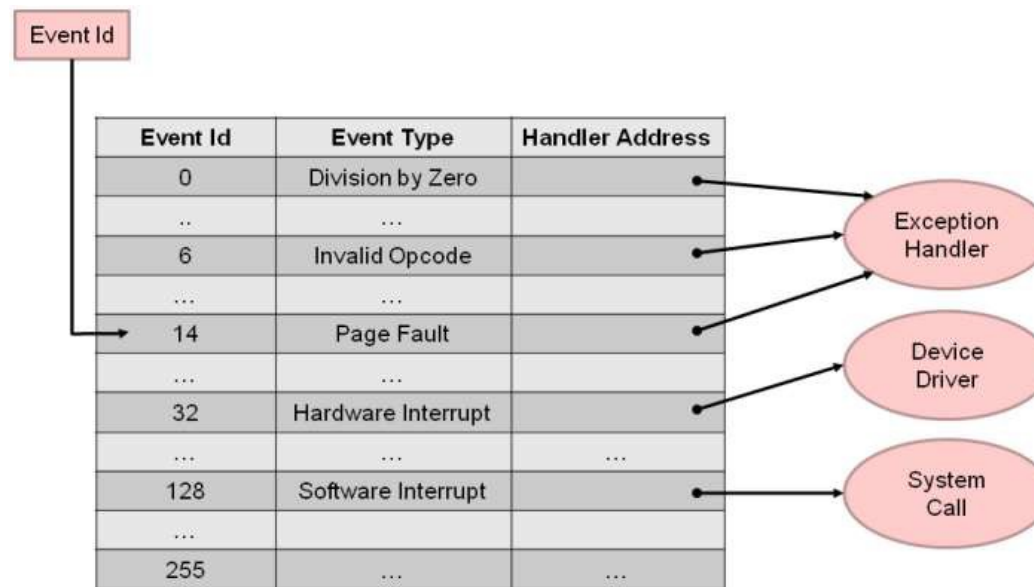 Event Id
Event Id Event Type Handler Address
0 Division by Zero
.. ...
6 Invalid Opcode
... ...
14 Page Fault
... ...
32 Hardware Interrupt
... ... ...
128 Software Interrupt
...
255 ... ...
Exception
Handler
Device
Driver
System
Call